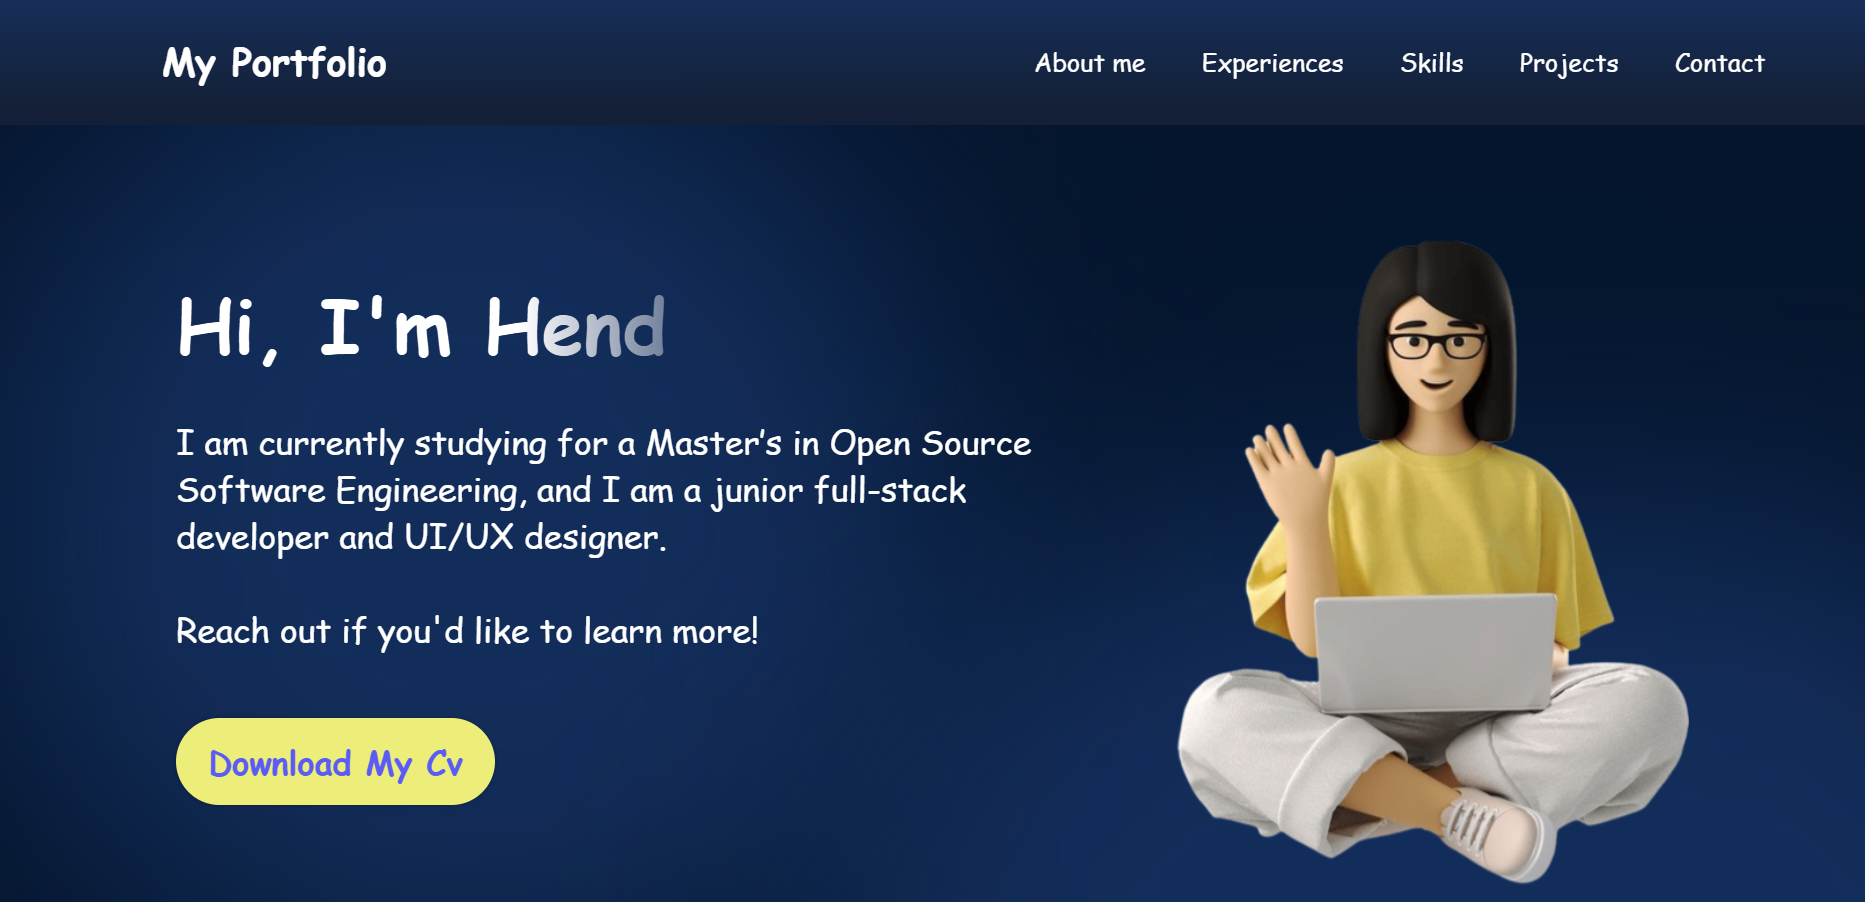 My Portfolio
About me
Experiences
Skills
Projects
Contact
Hi, I'm Hend
I am currently studying for a Master’s in Open Source
Software Engineering, and I am a junior full-stack
developer and UI/UX designer.
Reach out if you'd like to learn more!
Download My Cv